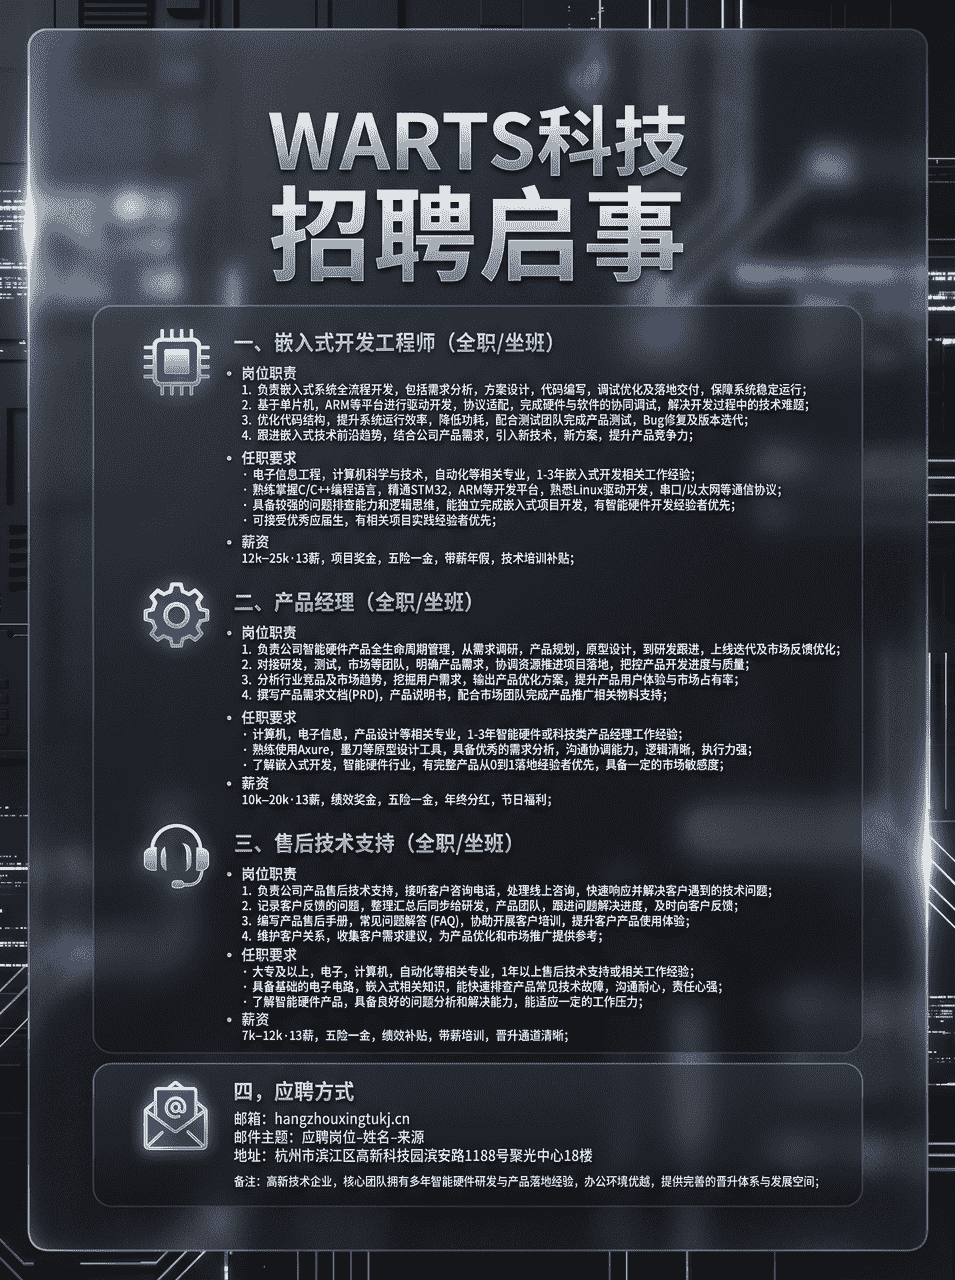 WARTS科技
招聘启事
一、嵌入式开发工程师（全职/坐班）
• 岗位职责
1. 负责嵌入式系统全流程开发，包括需求分析，方案设计，代码编写，调试优化及落地交付，保障系统稳定运行；
2. 基于单片机，ARM等平台进行驱动开发，协议适配，完成硬件与软件的协同调试，解决开发过程中的技术难题；
3. 优化代码结构，提升系统运行效率，降低功耗，配合测试团队完成产品测试，Bug修复及版本迭代；
4. 跟进嵌入式技术前沿趋势，结合公司产品需求，引入新技术，新方案，提升产品竞争力；
• 任职要求
· 电子信息工程，计算机科学与技术，自动化等相关专业，1-3年嵌入式开发相关工作经验；
· 熟练掌握C/C++编程语言，精通STM32，ARM等开发平台，熟悉Linux驱动开发，串口/以太网等通信协议；
· 具备较强的问题排查能力和逻辑思维，能独立完成嵌入式项目开发，有智能硬件开发经验者优先；
· 可接受优秀应届生，有相关项目实践经验者优先；
• 薪资
12k–25k·13薪，项目奖金，五险一金，带薪年假，技术培训补贴；
二、产品经理（全职/坐班）
• 岗位职责
1. 负责公司智能硬件产品全生命周期管理，从需求调研，产品规划，原型设计，到研发跟进，上线迭代及市场反馈优化；
2. 对接研发，测试，市场等团队，明确产品需求，协调资源推进项目落地，把控产品开发进度与质量；
3. 分析行业竞品及市场趋势，挖掘用户需求，输出产品优化方案，提升产品用户体验与市场占有率；
4. 撰写产品需求文档(PRD)，产品说明书，配合市场团队完成产品推广相关物料支持；
• 任职要求
· 计算机，电子信息，产品设计等相关专业，1-3年智能硬件或科技类产品经理工作经验；
· 熟练使用Axure，墨刀等原型设计工具，具备优秀的需求分析，沟通协调能力，逻辑清晰，执行力强；
· 了解嵌入式开发，智能硬件行业，有完整产品从0到1落地经验者优先，具备一定的市场敏感度；
• 薪资
10k–20k·13薪，绩效奖金，五险一金，年终分红，节日福利；
三、售后技术支持（全职/坐班）
• 岗位职责
1. 负责公司产品售后技术支持，接听客户咨询电话，处理线上咨询，快速响应并解决客户遇到的技术问题；
2. 记录客户反馈的问题，整理汇总后同步给研发，产品团队，跟进问题解决进度，及时向客户反馈；
3. 编写产品售后手册，常见问题解答 (FAQ)，协助开展客户培训，提升客户产品使用体验；
4. 维护客户关系，收集客户需求建议，为产品优化和市场推广提供参考；
• 任职要求
· 大专及以上，电子，计算机，自动化等相关专业，1年以上售后技术支持或相关工作经验；
· 具备基础的电子电路，嵌入式相关知识，能快速排查产品常见技术故障，沟通耐心，责任心强；
· 了解智能硬件产品，具备良好的问题分析和解决能力，能适应一定的工作压力；
• 薪资
7k–12k·13薪，五险一金，绩效补贴，带薪培训，晋升通道清晰；
四，应聘方式
邮箱：hangzhouxingtukj.cn
邮件主题：应聘岗位-姓名-来源
地址：杭州市滨江区高新科技园滨安路1188号聚光中心18楼
备注：高新技术企业，核心团队拥有多年智能硬件研发与产品落地经验，办公环境优越，提供完善的晋升体系与发展空间；